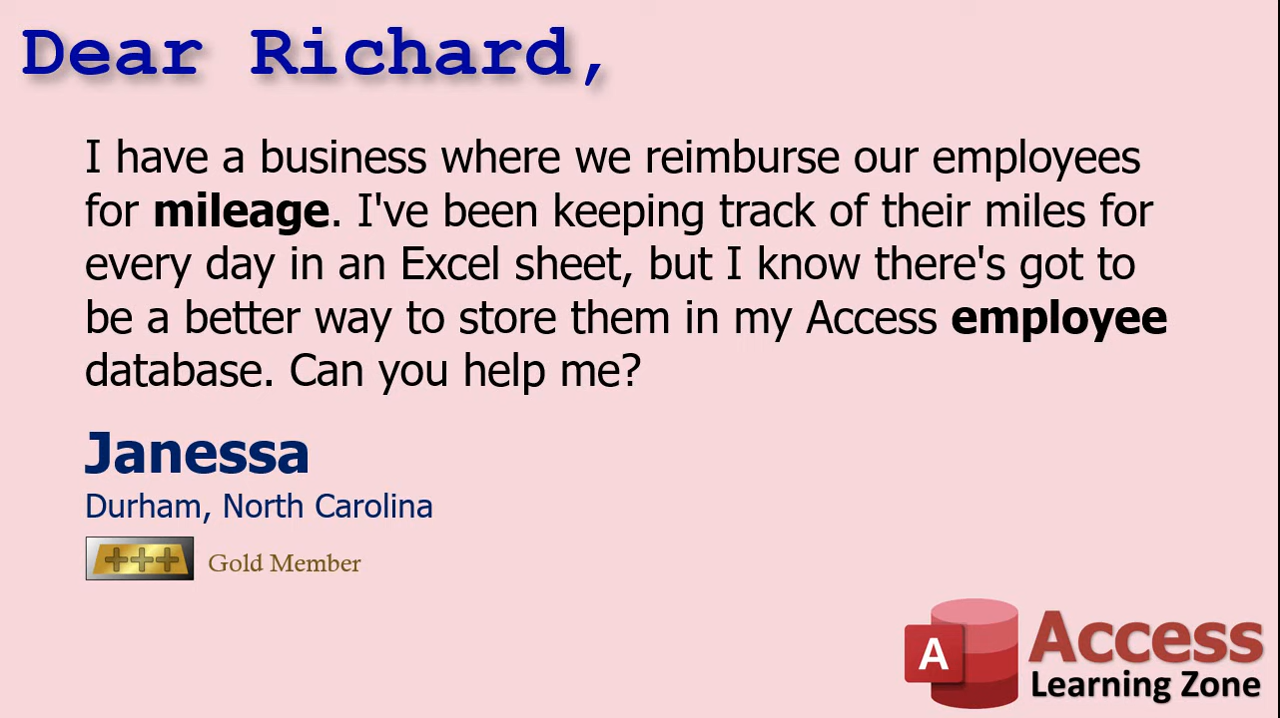 Dear Richard,
I have a business where we reimburse our employees
for mileage. I've been keeping track of their miles for
every day in an Excel sheet, but I know there's got to
be a better way to store them in my Access employee
database. Can you help me?
Janessa
Durham, North Carolina
+++ Gold Member
A Access
Learning Zone